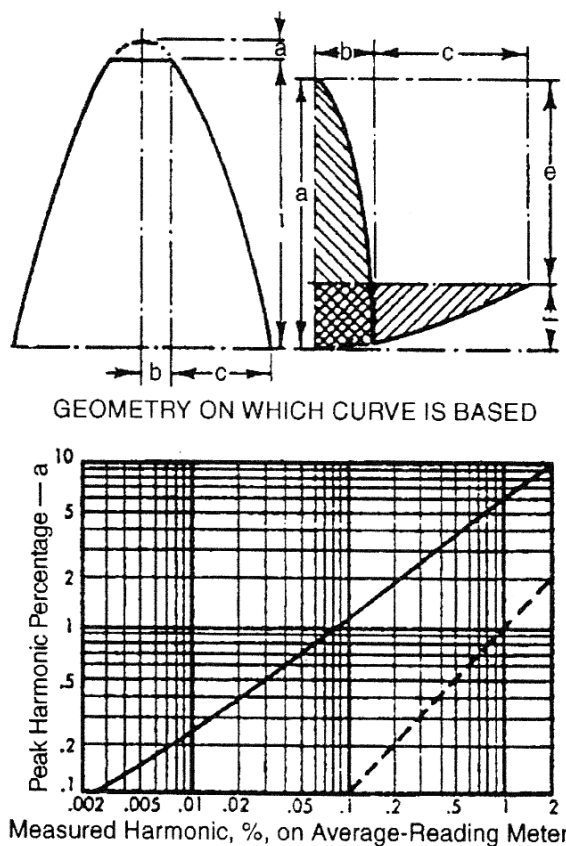 a
b
c
l
b
c
b
c
a
e
f
GEOMETRY ON WHICH CURVE IS BASED
Peak Harmonic Percentage — a
10
5
2
1
.5
.2
.1
.002 .005 .01 .02 .05 .1 .2 .5 1 2
Measured Harmonic, %, on Average-Reading Meter